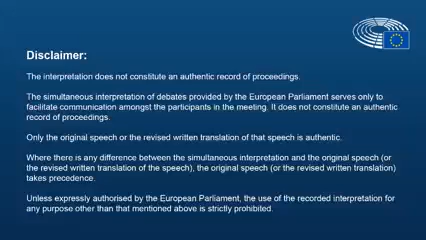 Disclaimer:
The interpretation does not constitute an authentic record of proceedings.
The simultaneous interpretation of debates provided by the European Parliament serves only to
facilitate communication amongst the participants in the meeting. It does not constitute an authentic
record of proceedings.
Only the original speech or the revised written translation of that speech is authentic.
Where there is any difference between the simultaneous interpretation and the original speech (or
the revised written translation of the speech), the original speech (or the revised written translation)
takes precedence.
Unless expressly authorised by the European Parliament, the use of the recorded interpretation for
any purpose other than that mentioned above is strictly prohibited.